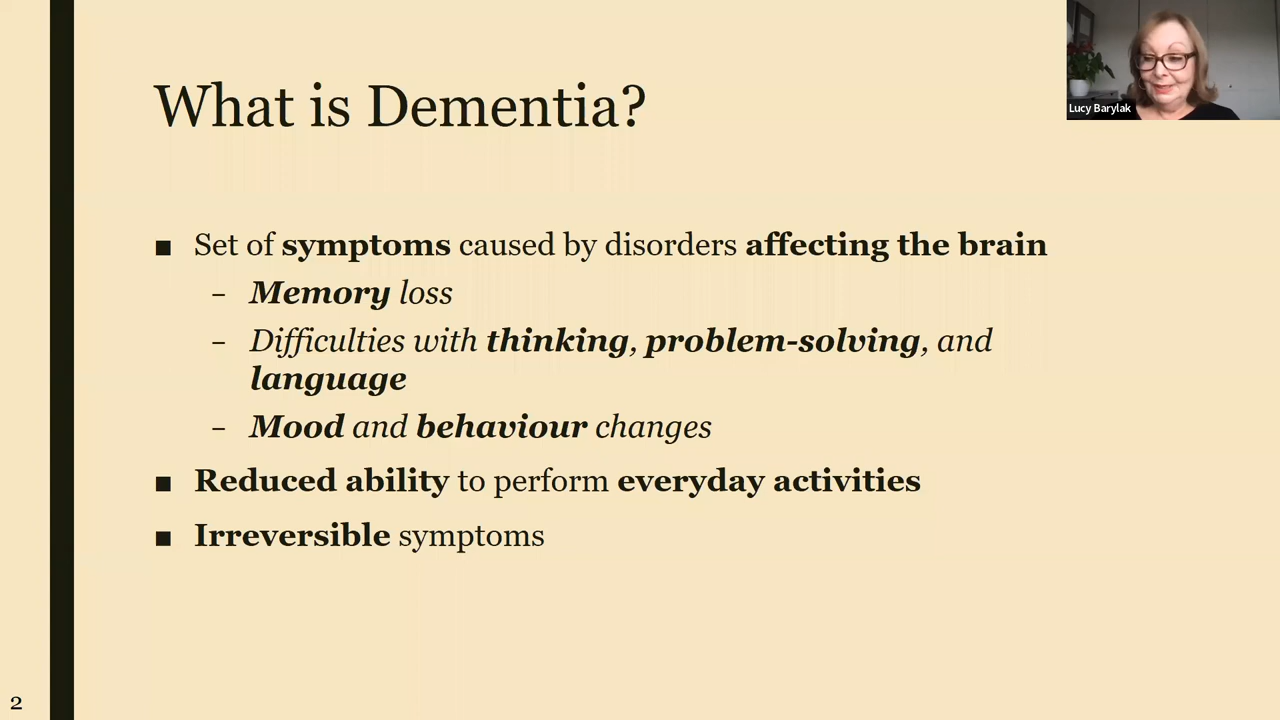 What is Dementia?
Lucy Barylak
■ Set of symptoms caused by disorders affecting the brain
– Memory loss
– Difficulties with thinking, problem-solving, and
language
– Mood and behaviour changes
■ Reduced ability to perform everyday activities
■ Irreversible symptoms
2